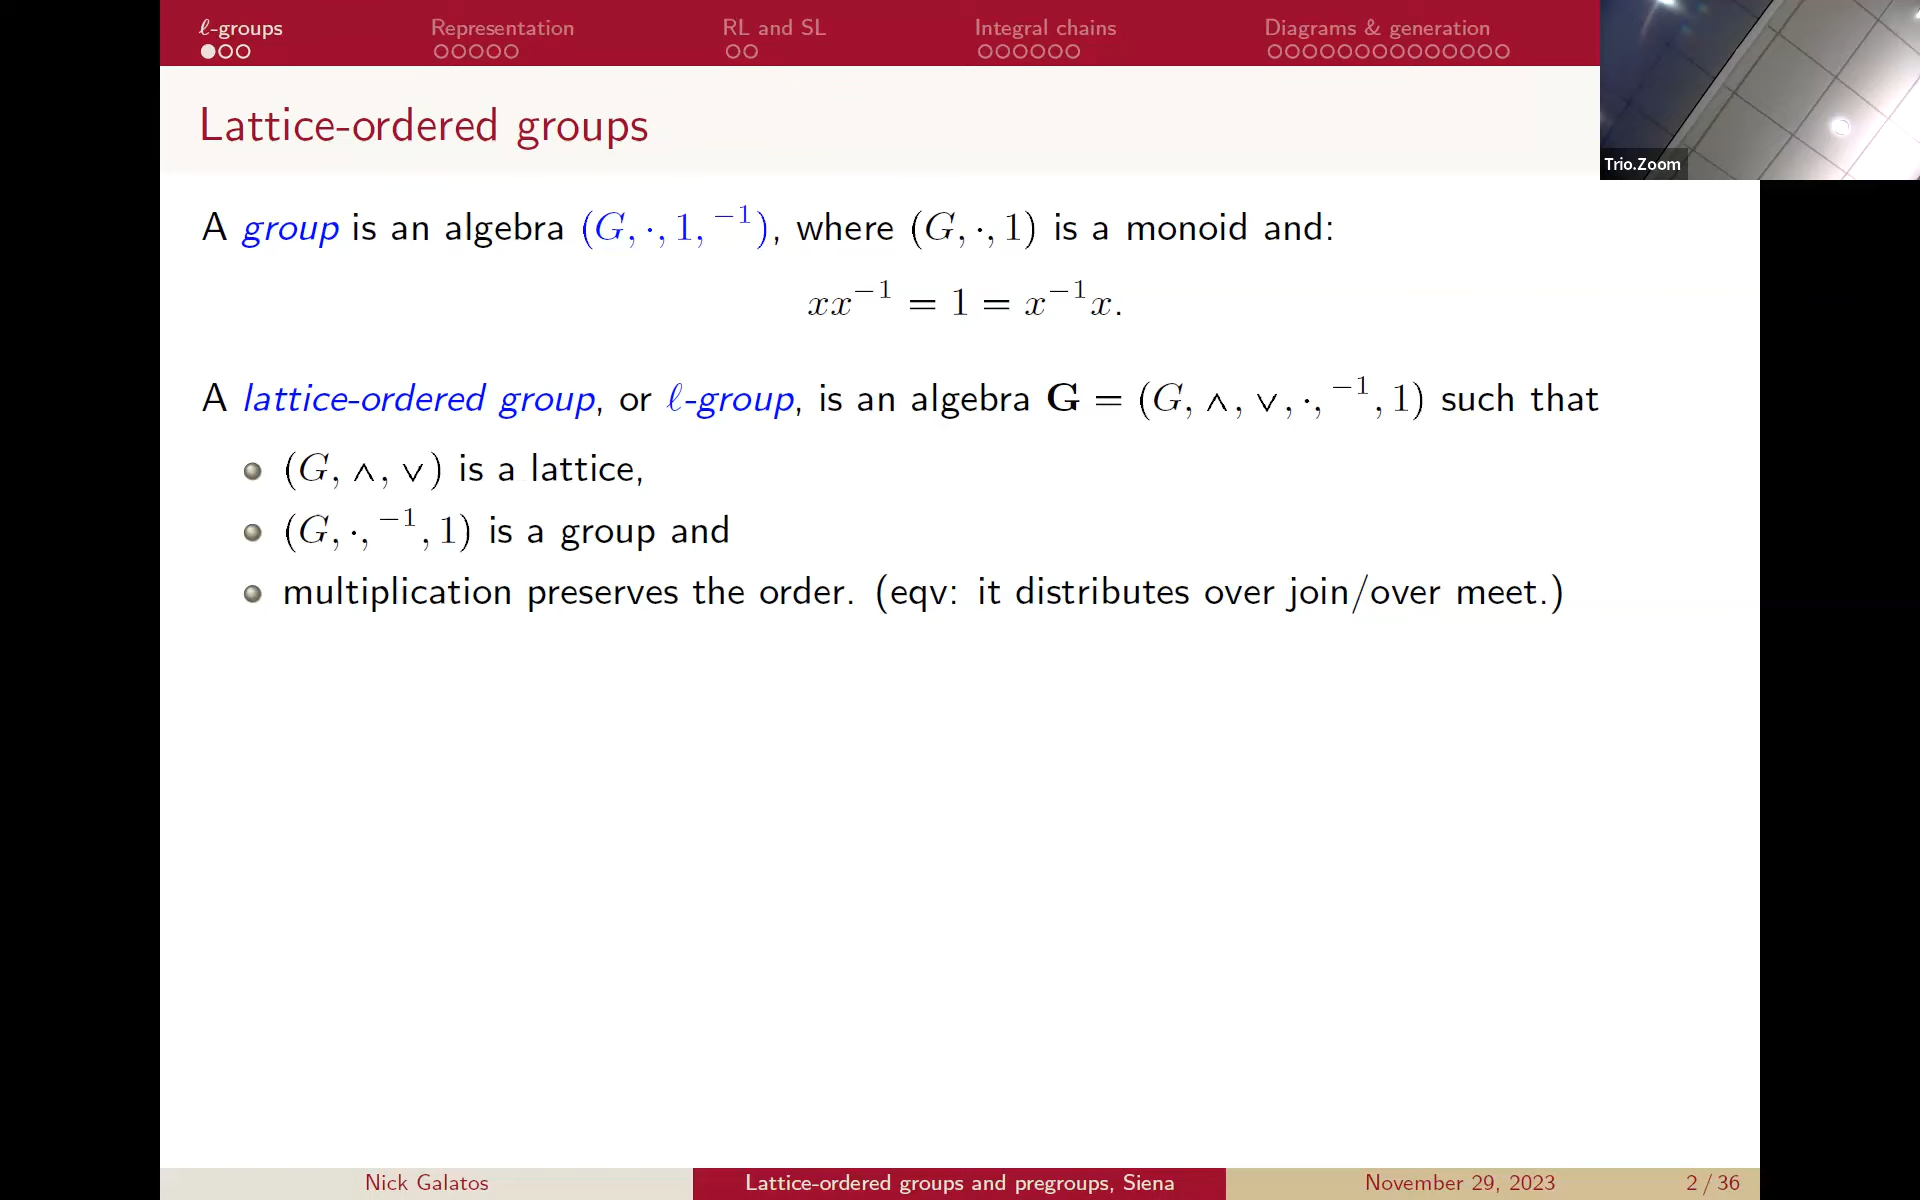 ℓ-groups Representation RL and SL Integral chains Diagrams & generation
Trio.Zoom
Lattice-ordered groups
A group is an algebra (G, ·, 1, ⁻¹), where (G, ·, 1) is a monoid and:
xx⁻¹ = 1 = x⁻¹x.
A lattice-ordered group, or ℓ-group, is an algebra G = (G, ∧, ∨, ·, ⁻¹, 1) such that
(G, ∧, ∨) is a lattice,
(G, ·, ⁻¹, 1) is a group and
multiplication preserves the order. (eqv: it distributes over join/over meet.)
Nick Galatos Lattice-ordered groups and pregroups, Siena November 29, 2023 2 / 36